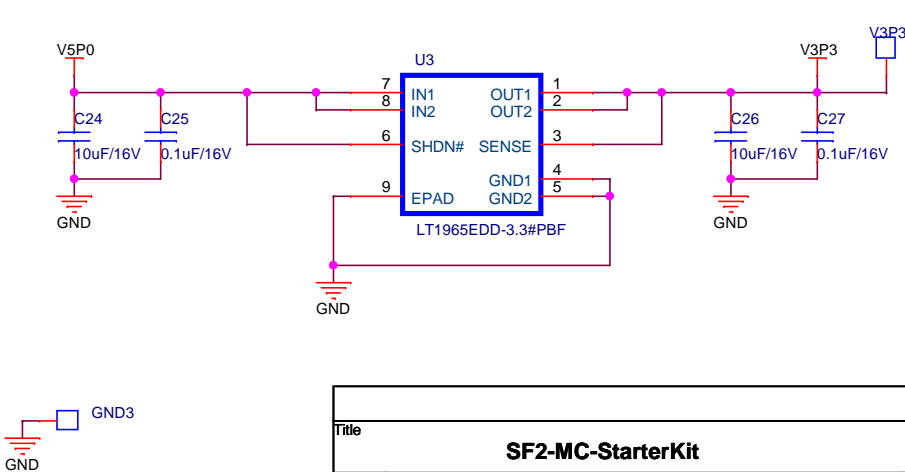 V3P3
V5P0
U3
V3P3
7
IN1
OUT1
1
8
IN2
OUT2
2
C24
C25
C26
C27
6
SHDN#
SENSE
3
10uF/16V
0.1uF/16V
10uF/16V
0.1uF/16V
GND1
4
9
EPAD
GND2
5
GND
LT1965EDD-3.3#PBF
GND
GND
GND3
Title
SF2-MC-StarterKit
GND